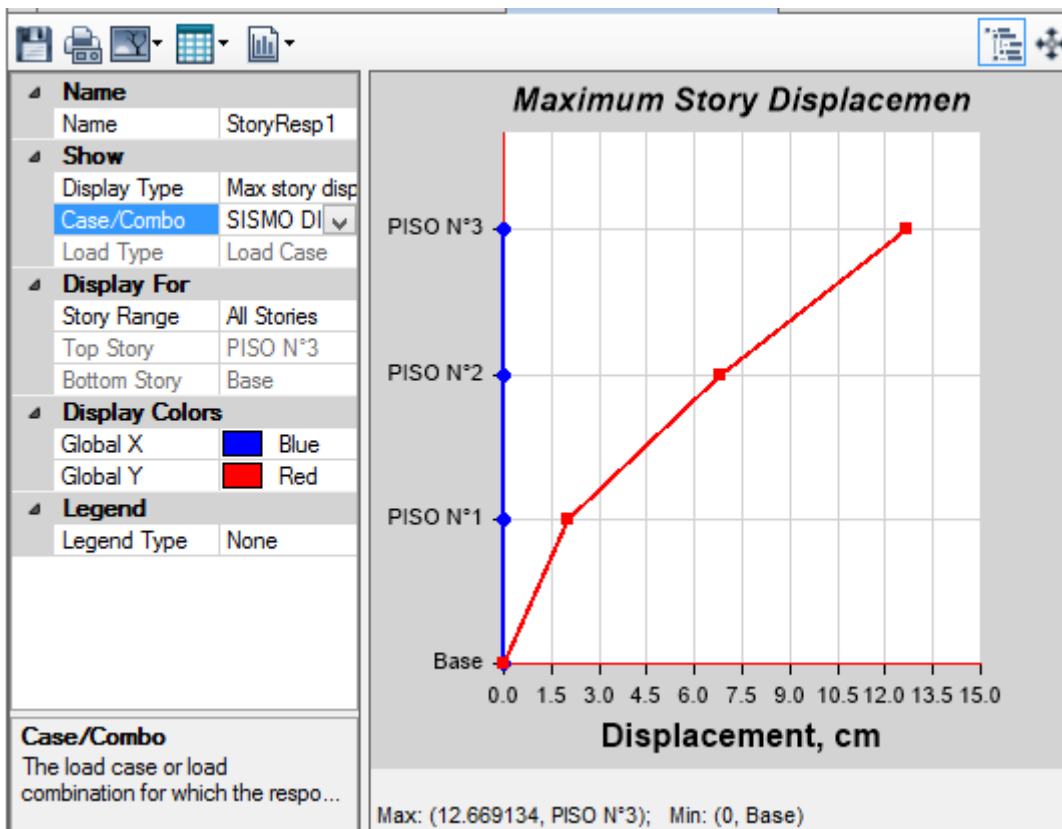 Name
Name StoryResp1
Show
Display Type Max story disp
Case/Combo SISMO DI
Load Type Load Case
Display For
Story Range All Stories
Top Story PISO N°3
Bottom Story Base
Display Colors
Global X Blue
Global Y Red
Legend
Legend Type None
Case/Combo
The load case or load
combination for which the respo...
Maximum Story Displacemen
PISO N°3
PISO N°2
PISO N°1
Base
0.0 1.5 3.0 4.5 6.0 7.5 9.0 10.5 12.0 13.5 15.0
Displacement, cm
Max: (12.669134, PISO N°3); Min: (0, Base)